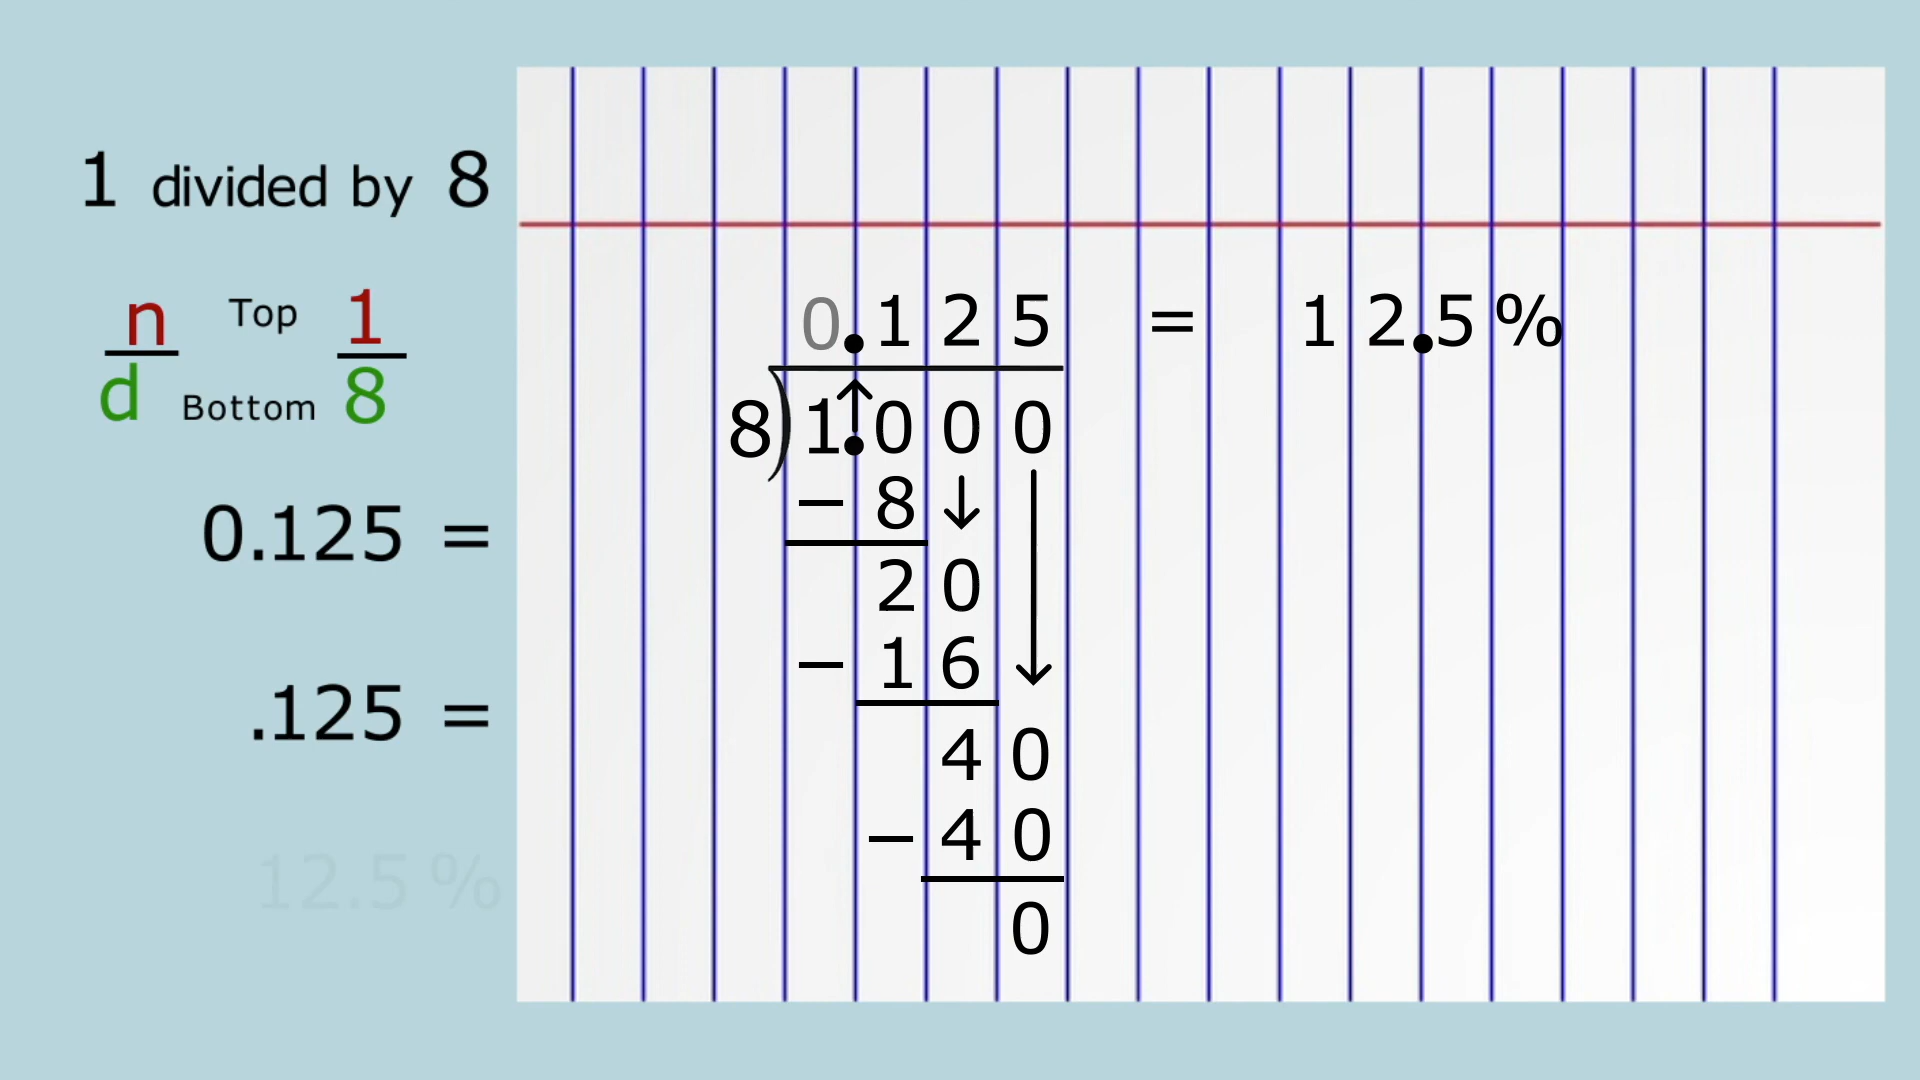 1 divided by 8
n Top 1
d Bottom 8
0.125 =
.125 =
12.5 %
0.125 = 12.5%
8)1.000
− 8
20
− 16
40
− 40
0